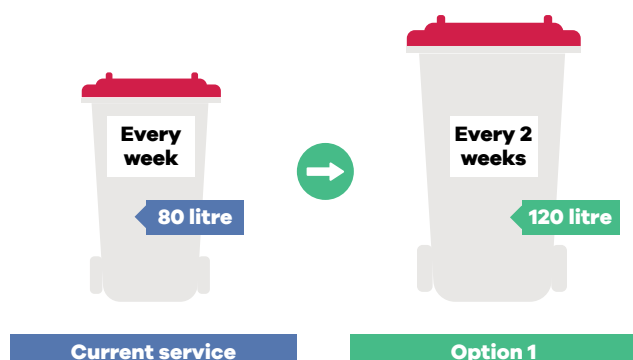 Every
week
80 litre
Current service
Every 2
weeks
120 litre
Option 1